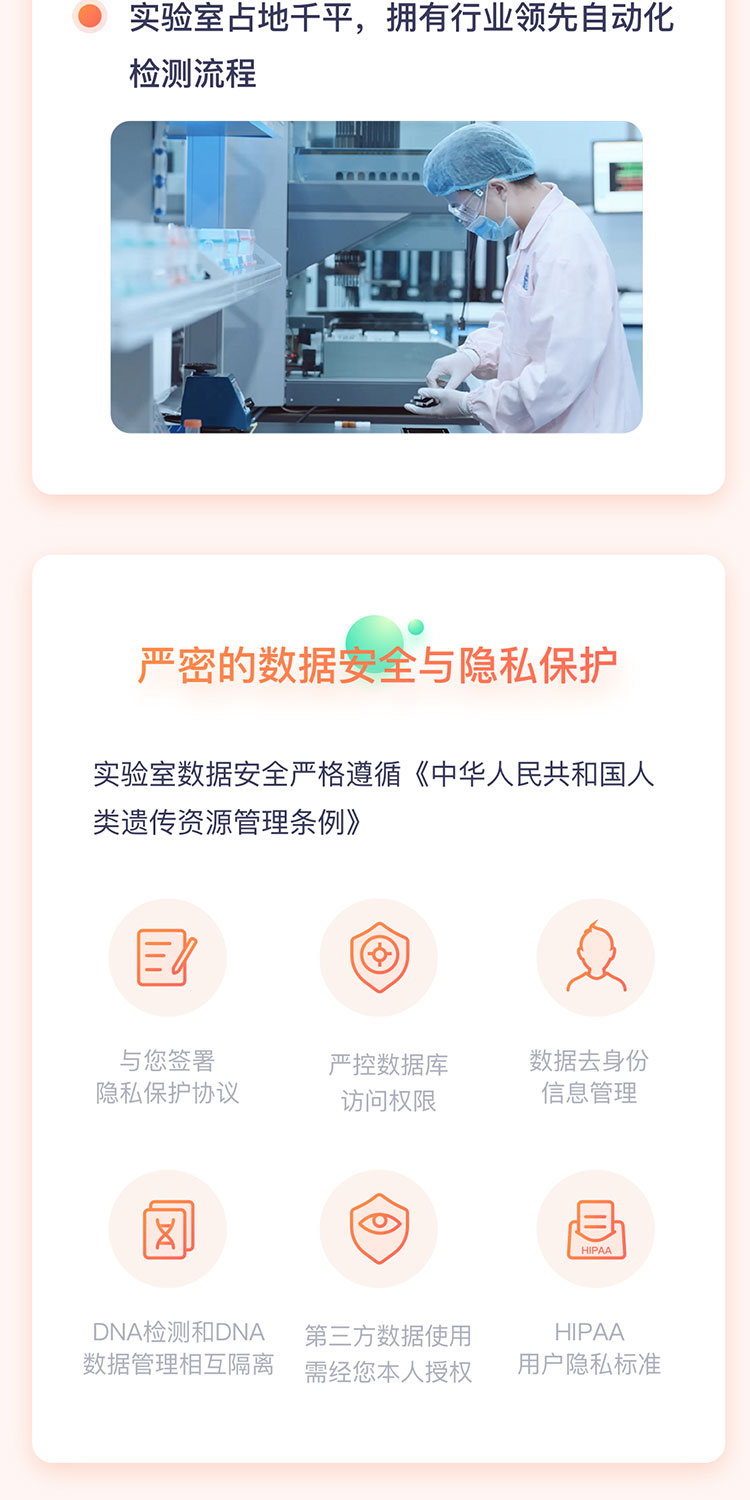 实验室占地千平，拥有行业领先自动化
检测流程
严密的数据安全与隐私保护
实验室数据安全严格遵循《中华人民共和国人
类遗传资源管理条例》
与您签署
隐私保护协议
严控数据库
访问权限
数据去身份
信息管理
HIPAA
DNA检测和DNA
数据管理相互隔离
第三方数据使用
需经您本人授权
HIPAA
用户隐私标准